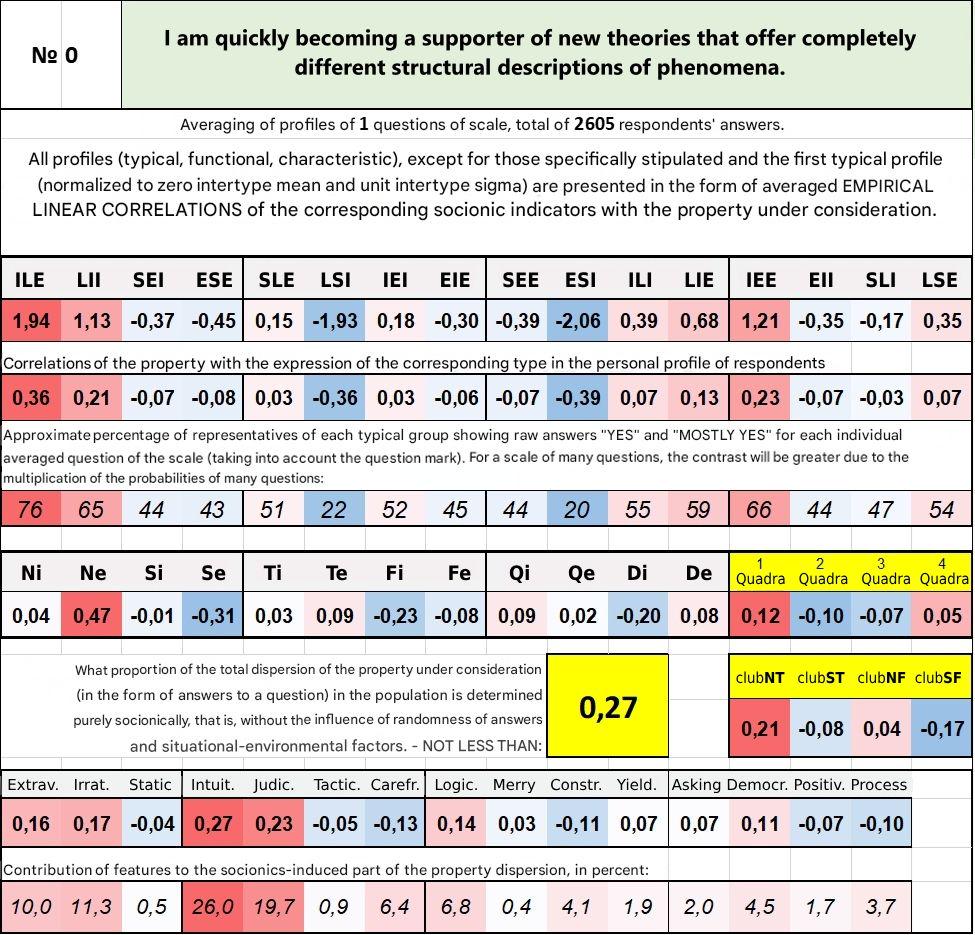 № 0
I am quickly becoming a supporter of new theories that offer completely
different structural descriptions of phenomena.
Averaging of profiles of 1 questions of scale, total of 2605 respondents' answers.
All profiles (typical, functional, characteristic), except for those specifically stipulated and the first typical profile
(normalized to zero intertype mean and unit intertype sigma) are presented in the form of averaged EMPIRICAL
LINEAR CORRELATIONS of the corresponding socionic indicators with the property under consideration.
ILE LII SEI ESE SLE LSI IEI EIE SEE ESI ILI LIE IEE EII SLI LSE
1,94 1,13 -0,37 -0,45 0,15 -1,93 0,18 -0,30 -0,39 -2,06 0,39 0,68 1,21 -0,35 -0,17 0,35
Correlations of the property with the expression of the corresponding type in the personal profile of respondents
0,36 0,21 -0,07 -0,08 0,03 -0,36 0,03 -0,06 -0,07 -0,39 0,07 0,13 0,23 -0,07 -0,03 0,07
Approximate percentage of representatives of each typical group showing raw answers "YES" and "MOSTLY YES" for each individual
averaged question of the scale (taking into account the question mark). For a scale of many questions, the contrast will be greater due to the
multiplication of the probabilities of many questions:
76 65 44 43 51 22 52 45 44 20 55 59 66 44 47 54
Ni Ne Si Se Ti Te Fi Fe Qi Qe Di De 1 Quadra 2 Quadra 3 Quadra 4 Quadra
0,04 0,47 -0,01 -0,31 0,03 0,09 -0,23 -0,08 0,09 0,02 -0,20 0,08 0,12 -0,10 -0,07 0,05
What proportion of the total dispersion of the property under consideration
(in the form of answers to a question) in the population is determined
purely socionically, that is, without the influence of randomness of answers
and situational-environmental factors. - NOT LESS THAN:
0,27
clubNT clubST clubNF clubSF
0,21 -0,08 0,04 -0,17
Extrav. Irrat. Static Intuit. Judic. Tactic. Carefr. Logic. Merry Constr. Yield. Asking Democr. Positiv. Process
0,16 0,17 -0,04 0,27 0,23 -0,05 -0,13 0,14 0,03 -0,11 0,07 0,07 0,11 -0,07 -0,10
Contribution of features to the socionics-induced part of the property dispersion, in percent:
10,0 11,3 0,5 26,0 19,7 0,9 6,4 6,8 0,4 4,1 1,9 2,0 4,5 1,7 3,7